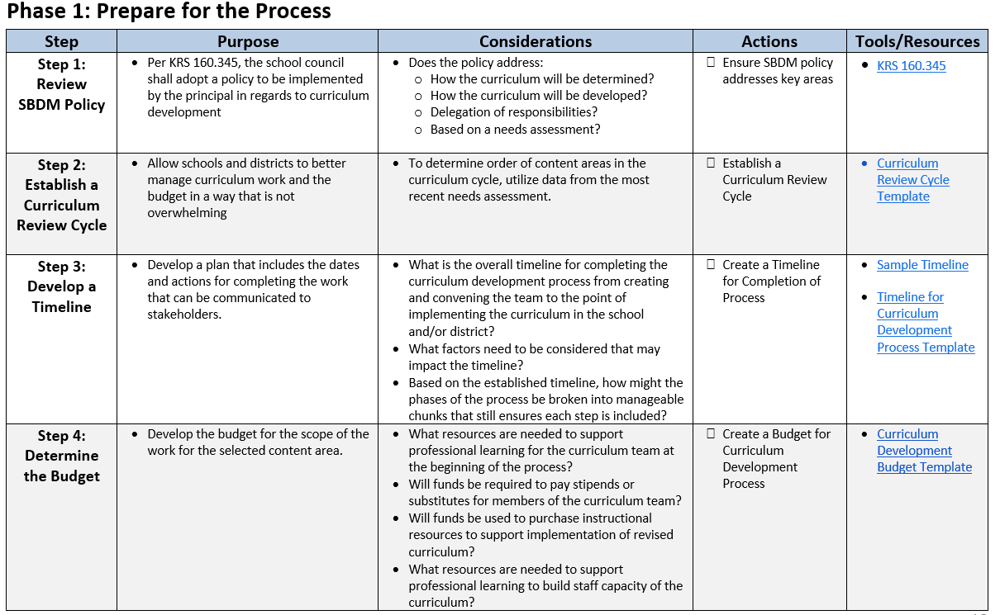 Phase 1: Prepare for the Process
Step
Purpose
Considerations
Actions
Tools/Resources
Step 1:
Review
SBDM Policy
• Per KRS 160.345, the school council
shall adopt a policy to be implemented
by the principal in regards to curriculum
development
• Does the policy address:
o How the curriculum will be determined?
o How the curriculum will be developed?
o Delegation of responsibilities?
o Based on a needs assessment?
☐ Ensure SBDM policy
addresses key areas
• KRS 160.345
Step 2:
Establish a
Curriculum
Review Cycle
• Allow schools and districts to better
manage curriculum work and the
budget in a way that is not
overwhelming
• To determine order of content areas in the
curriculum cycle, utilize data from the most
recent needs assessment.
☐ Establish a
Curriculum Review
Cycle
• Curriculum
Review Cycle
Template
Step 3:
Develop a
Timeline
• Develop a plan that includes the dates
and actions for completing the work
that can be communicated to
stakeholders.
• What is the overall timeline for completing the
curriculum development process from creating
and convening the team to the point of
implementing the curriculum in the school
and/or district?
• What factors need to be considered that may
impact the timeline?
• Based on the established timeline, how might the
phases of the process be broken into manageable
chunks that still ensures each step is included?
☐ Create a Timeline
for Completion of
Process
• Sample Timeline
• Timeline for
Curriculum
Development
Process Template
Step 4:
Determine
the Budget
• Develop the budget for the scope of the
work for the selected content area.
• What resources are needed to support
professional learning for the curriculum team at
the beginning of the process?
• Will funds be required to pay stipends or
substitutes for members of the curriculum team?
• Will funds be used to purchase instructional
resources to support implementation of revised
curriculum?
• What resources are needed to support
professional learning to build staff capacity of the
curriculum?
☐ Create a Budget for
Curriculum
Development
Process
• Curriculum
Development
Budget Template